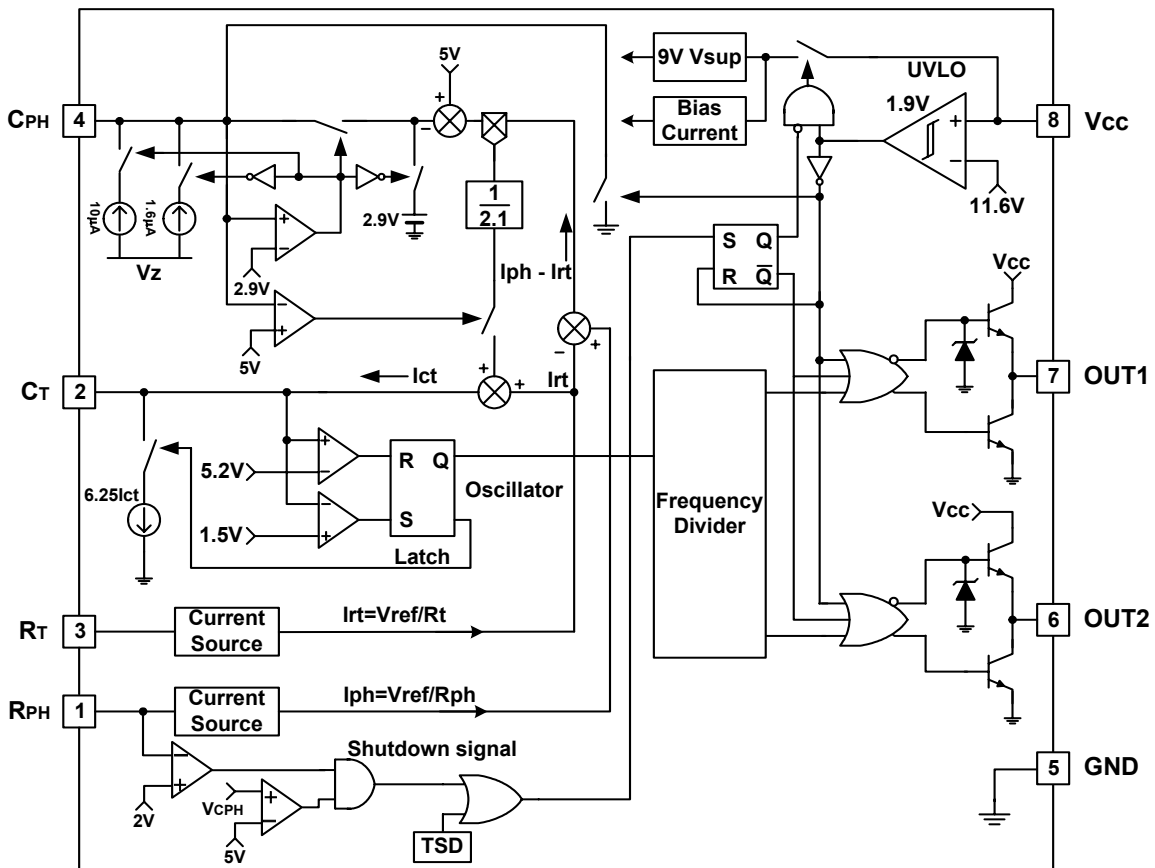 5V
9V Vsup
UVLO
1.9V
Bias
Current
CPH
4
8
Vcc
+
−
+
−
10µA
1.6µA
2.9V
1
2.1
11.6V
+
−
Vz
2.9V
S Q
R Q
Iph - Irt
Vcc
−
+
5V
−
+
7
OUT1
CT
2
Ict
+
+
Irt
+
−
5.2V
R Q
Oscillator
6.25Ict
−
+
1.5V
S
Latch
Frequency
Divider
Vcc
RT
3
Current
Source
Irt=Vref/Rt
6
OUT2
RPH
1
Current
Source
Iph=Vref/Rph
Shutdown signal
−
+
2V
VCPH
+
−
5V
TSD
5
GND